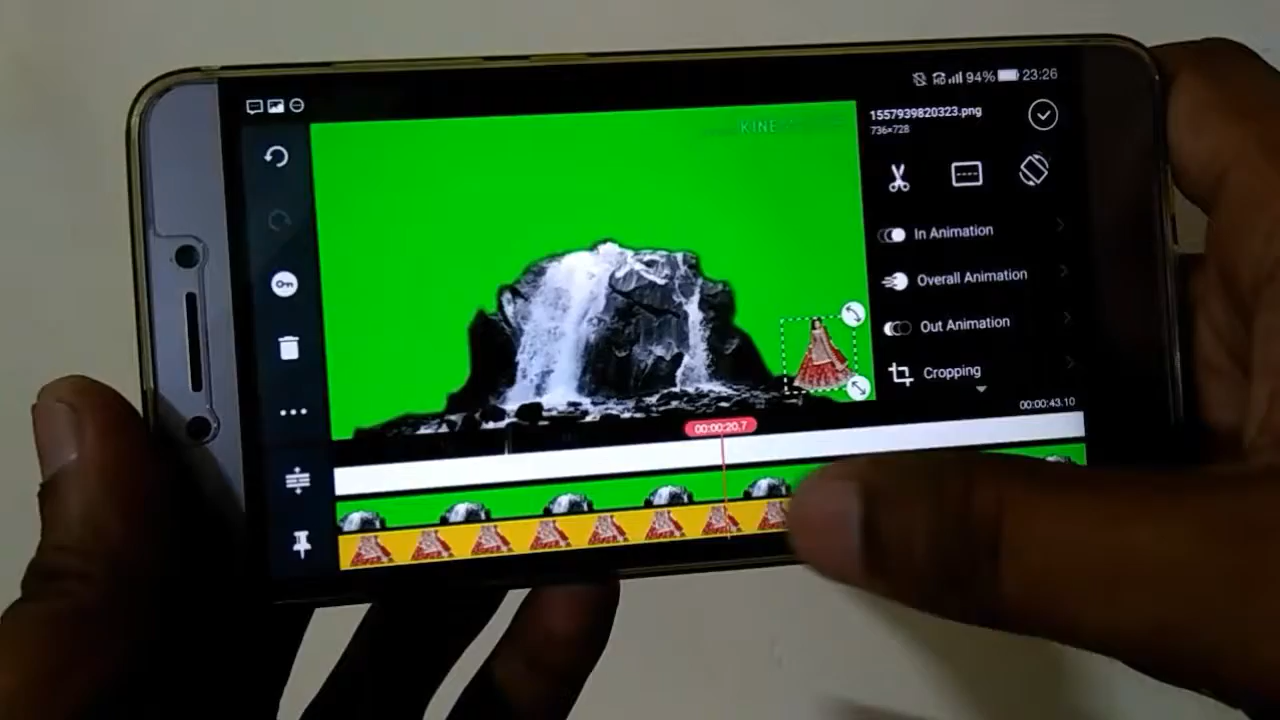 94% 23:26
KINE
1557939820323.png
736×728
In Animation
Overall Animation
Out Animation
Cropping
00:00:43.10
00:00:20.7